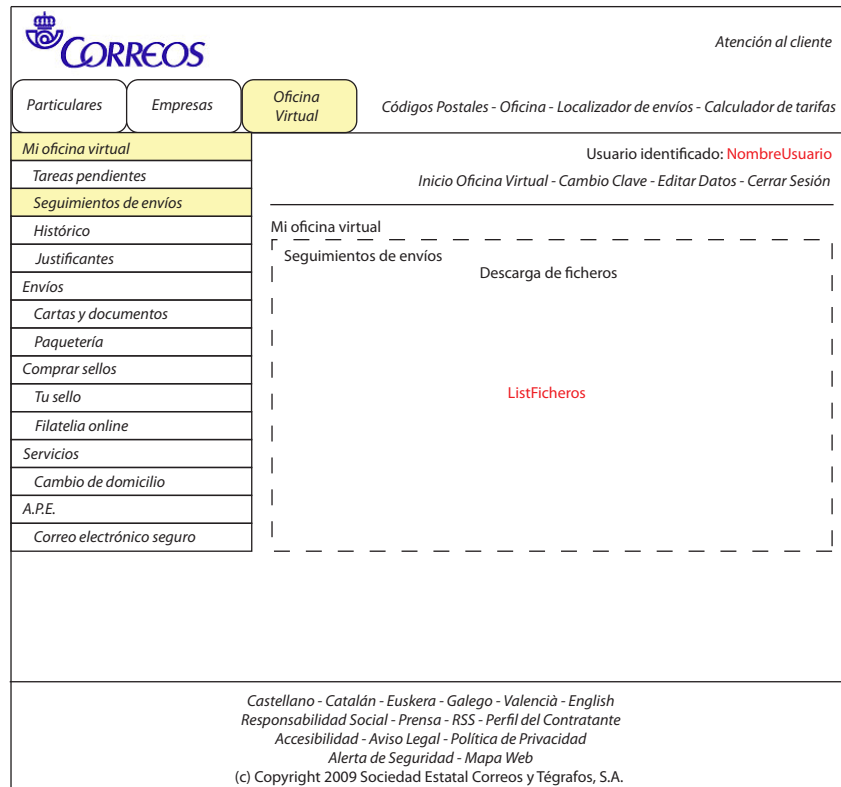 CORREOS
Atención al cliente
Particulares
Empresas
Oficina
Virtual
Códigos Postales - Oficina - Localizador de envíos - Calculador de tarifas
Mi oficina virtual
Tareas pendientes
Seguimientos de envíos
Histórico
Justificantes
Envíos
Cartas y documentos
Paquetería
Comprar sellos
Tu sello
Filatelia online
Servicios
Cambio de domicilio
A.P.E.
Correo electrónico seguro
Usuario identificado: NombreUsuario
Inicio Oficina Virtual - Cambio Clave - Editar Datos - Cerrar Sesión
Mi oficina virtual
Seguimientos de envíos
Descarga de ficheros
ListFicheros
Castellano - Catalán - Euskera - Galego - Valencià - English
Responsabilidad Social - Prensa - RSS - Perfil del Contratante
Accesibilidad - Aviso Legal - Política de Privacidad
Alerta de Seguridad - Mapa Web
(c) Copyright 2009 Sociedad Estatal Correos y Tégrafos, S.A.